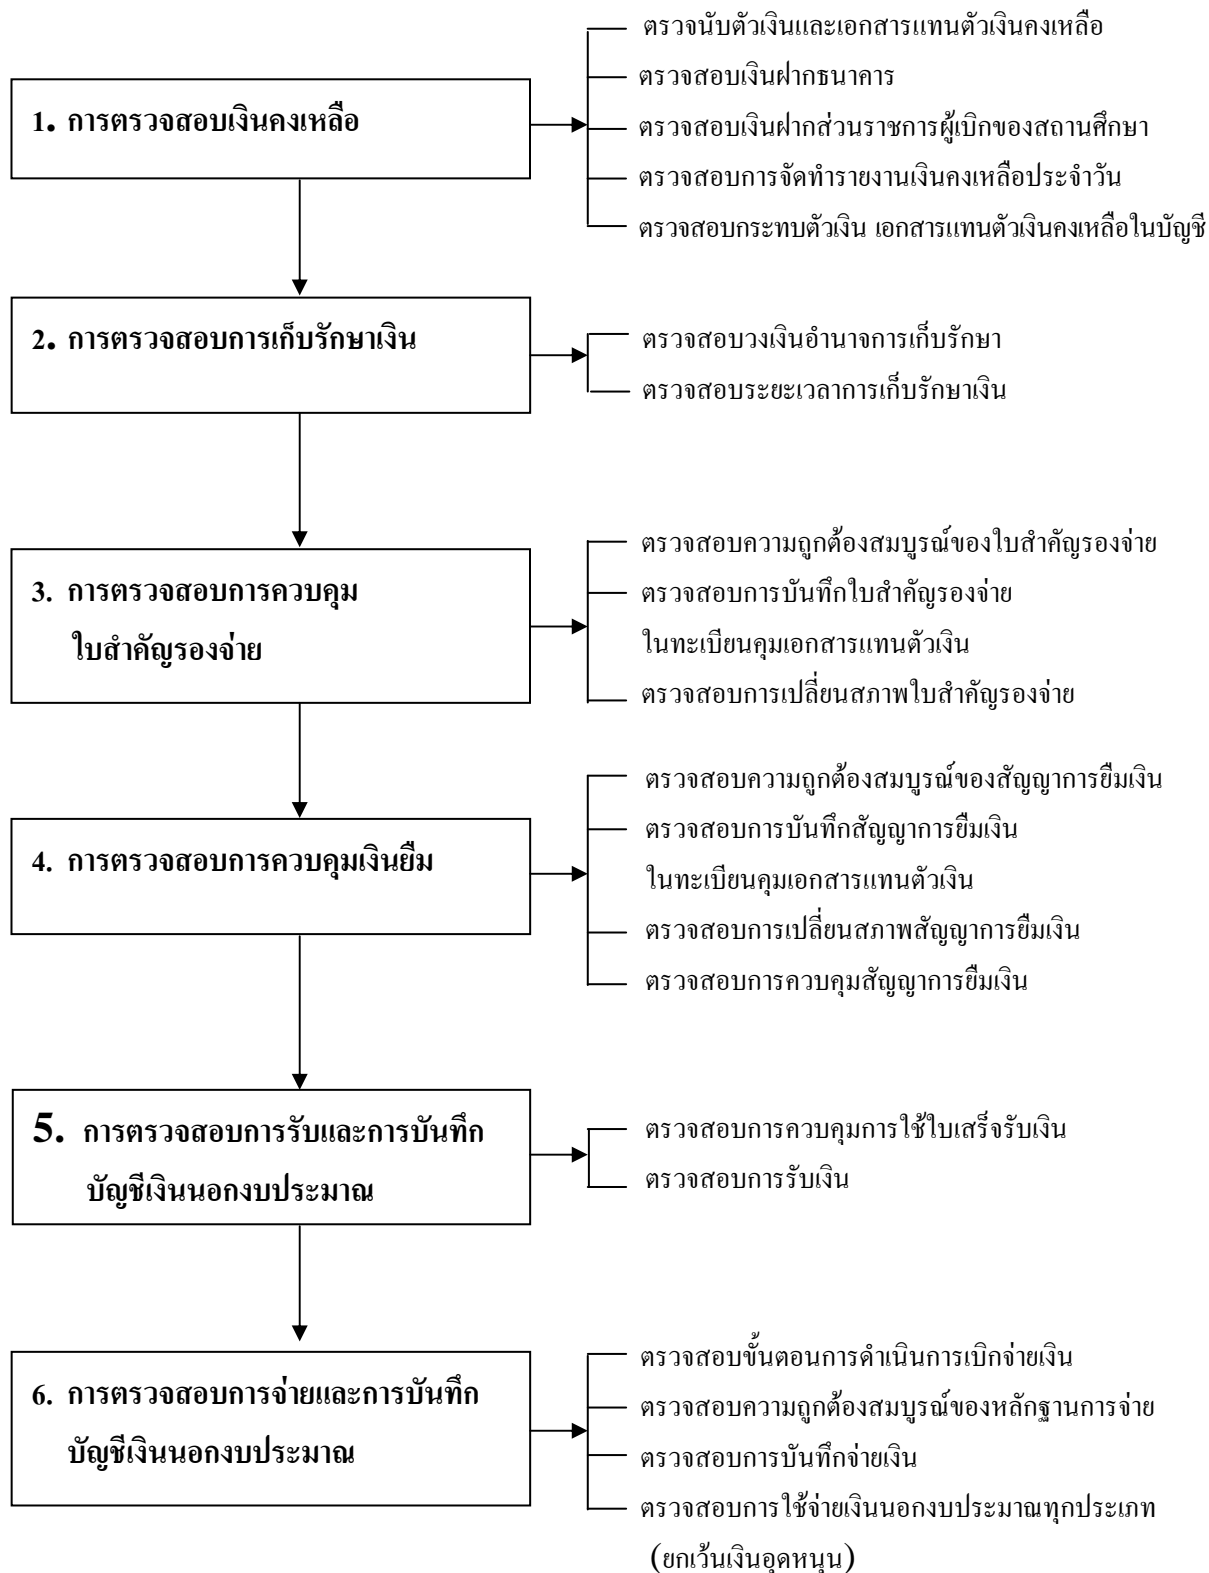 1. การตรวจสอบเงินคงเหลือ
ตรวจนับตัวเงินและเอกสารแทนตัวเงินคงเหลือ
ตรวจสอบเงินฝากธนาคาร
ตรวจสอบเงินฝากส่วนราชการผู้เบิกของสถานศึกษา
ตรวจสอบการจัดทำรายงานเงินคงเหลือประจำวัน
ตรวจสอบกระทบตัวเงิน เอกสารแทนตัวเงินคงเหลือในบัญชี
2. การตรวจสอบการเก็บรักษาเงิน
ตรวจสอบวงเงินอำนาจการเก็บรักษา
ตรวจสอบระยะเวลาการเก็บรักษาเงิน
3. การตรวจสอบการควบคุม
ใบสำคัญรองจ่าย
ตรวจสอบความถูกต้องสมบูรณ์ของใบสำคัญรองจ่าย
ตรวจสอบการบันทึกใบสำคัญรองจ่าย
ในทะเบียนคุมเอกสารแทนตัวเงิน
ตรวจสอบการเปลี่ยนสภาพใบสำคัญรองจ่าย
4. การตรวจสอบการควบคุมเงินยืม
ตรวจสอบความถูกต้องสมบูรณ์ของสัญญาการยืมเงิน
ตรวจสอบการบันทึกสัญญาการยืมเงิน
ในทะเบียนคุมเอกสารแทนตัวเงิน
ตรวจสอบการเปลี่ยนสภาพสัญญาการยืมเงิน
ตรวจสอบการควบคุมสัญญาการยืมเงิน
5. การตรวจสอบการรับและการบันทึก
บัญชีเงินนอกงบประมาณ
ตรวจสอบการควบคุมการใช้ใบเสร็จรับเงิน
ตรวจสอบการรับเงิน
6. การตรวจสอบการจ่ายและการบันทึก
บัญชีเงินนอกงบประมาณ
ตรวจสอบขั้นตอนการดำเนินการเบิกจ่ายเงิน
ตรวจสอบความถูกต้องสมบูรณ์ของหลักฐานการจ่าย
ตรวจสอบการบันทึกจ่ายเงิน
ตรวจสอบการใช้จ่ายเงินนอกงบประมาณทุกประเภท
(ยกเว้นเงินอุดหนุน)